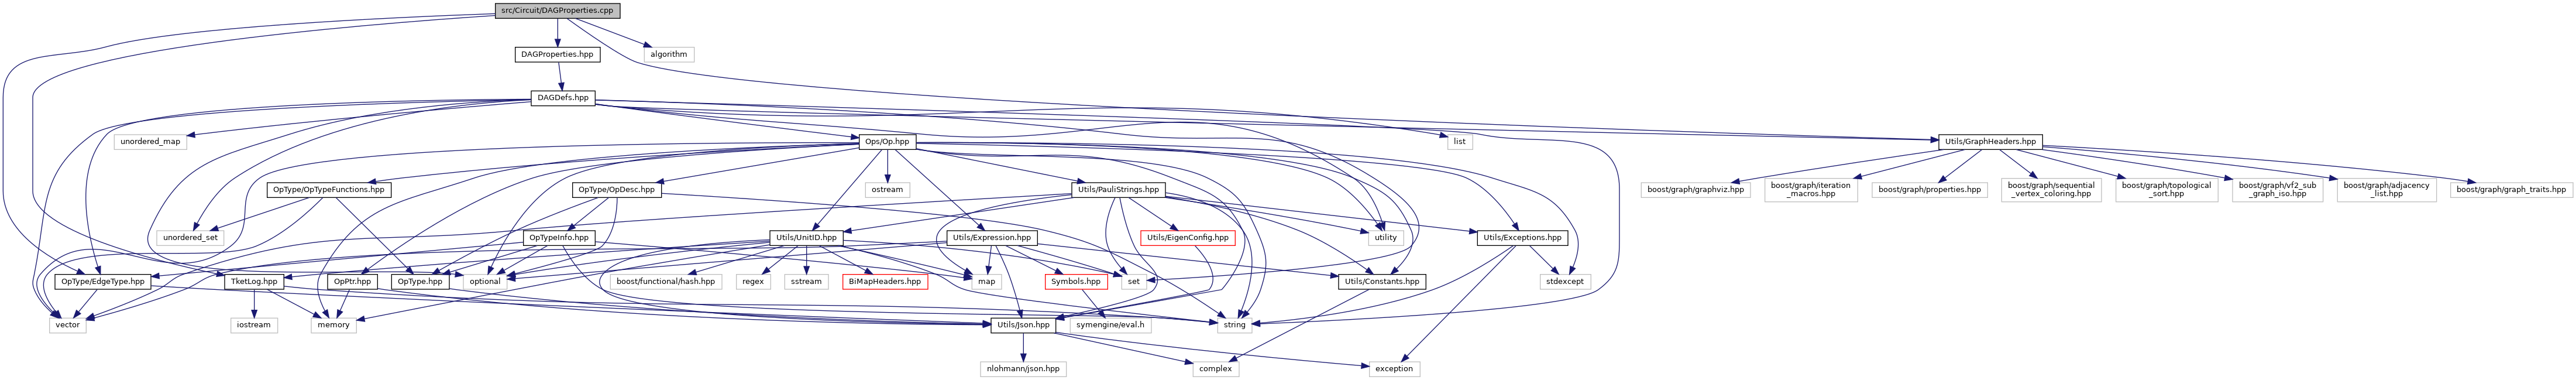 src/Circuit/DAGProperties.cpp
DAGProperties.hpp
algorithm
DAGDefs.hpp
unordered_map
Ops/Op.hpp
list
Utils/GraphHeaders.hpp
OpType/OpTypeFunctions.hpp
OpType/OpDesc.hpp
ostream
Utils/PauliStrings.hpp
boost/graph/graphviz.hpp
boost/graph/iteration
_macros.hpp
boost/graph/properties.hpp
boost/graph/sequential
_vertex_coloring.hpp
boost/graph/topological
_sort.hpp
boost/graph/vf2_sub
_graph_iso.hpp
boost/graph/adjacency
_list.hpp
boost/graph/graph_traits.hpp
unordered_set
OpTypeInfo.hpp
Utils/UnitID.hpp
Utils/Expression.hpp
Utils/EigenConfig.hpp
utility
Utils/Exceptions.hpp
OpType/EdgeType.hpp
TketLog.hpp
OpPtr.hpp
OpType.hpp
optional
boost/functional/hash.hpp
regex
sstream
BiMapHeaders.hpp
map
Symbols.hpp
set
Utils/Constants.hpp
stdexcept
vector
iostream
memory
Utils/Json.hpp
symengine/eval.h
string
nlohmann/json.hpp
complex
exception